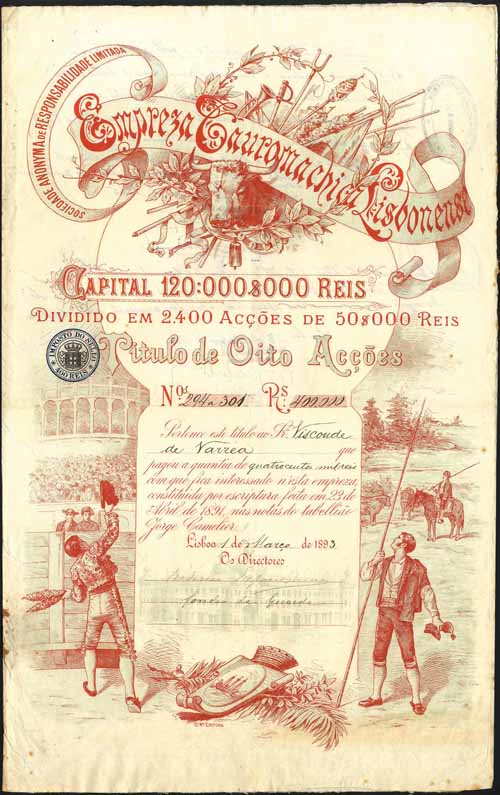 SOCIEDADE ANONYMA DE RESPONSABILIDADE LIMITADA
Empreza Tauromachica Lisbonense
CAPITAL 120:000$000 REIS
DIVIDIDO EM 2.400 ACÇÕES DE 50$000 REIS
IMPOSTO DO SELLO
400 REIS
Titulo de Oito Acções
Nos. 294 a 301 Rs. 400.000
Pertence este titulo ao Sr. Visconde
de Varzea que
pagou a quantia de quatrocentos mil reis
com que fica interessado n'esta empreza,
constituida por escriptura feita em 23 de
Abril de 1891, nas notas do tabellião
Jorge Camelier.
Lisboa 1 de Março de 1893
Os Directores